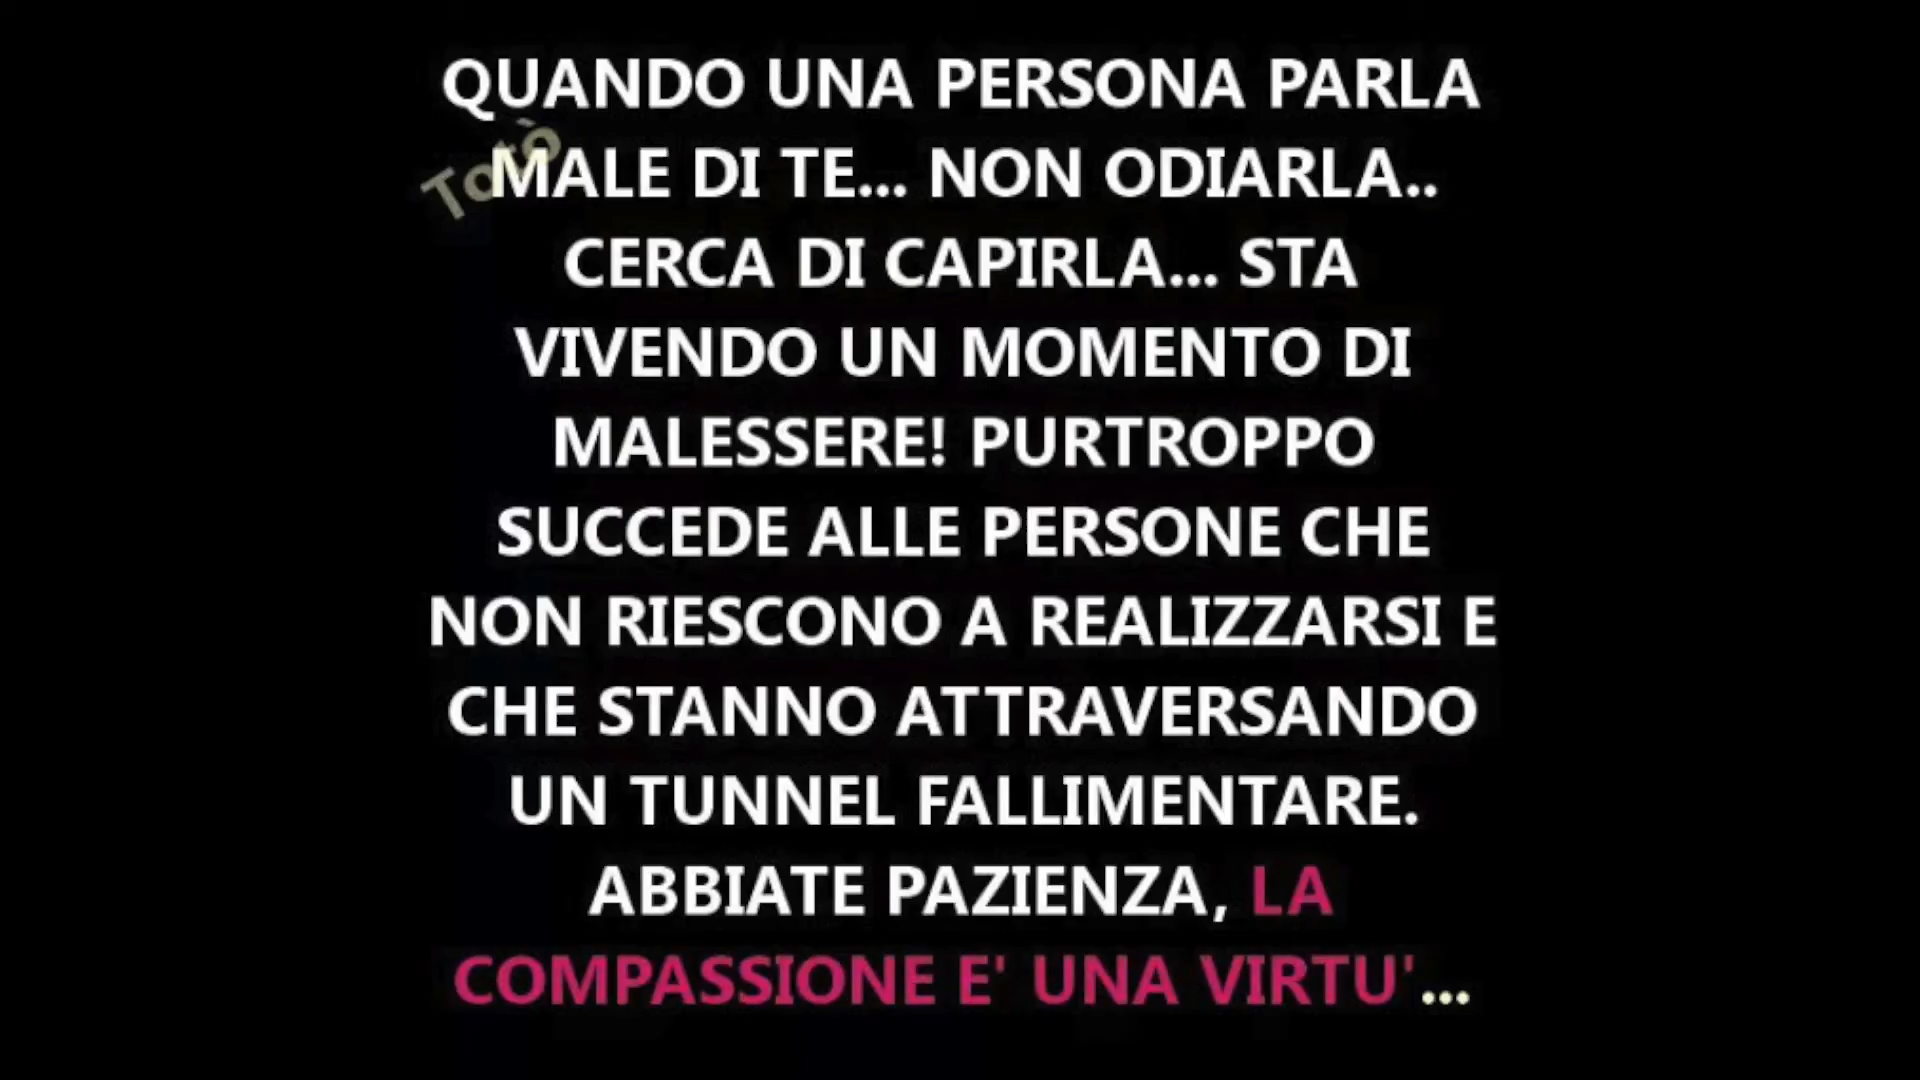 QUANDO UNA PERSONA PARLA
Totò
MALE DI TE... NON ODIARLA..
CERCA DI CAPIRLA... STA
VIVENDO UN MOMENTO DI
MALESSERE! PURTROPPO
SUCCEDE ALLE PERSONE CHE
NON RIESCONO A REALIZZARSI E
CHE STANNO ATTRAVERSANDO
UN TUNNEL FALLIMENTARE.
ABBIATE PAZIENZA, LA
COMPASSIONE E' UNA VIRTU'...